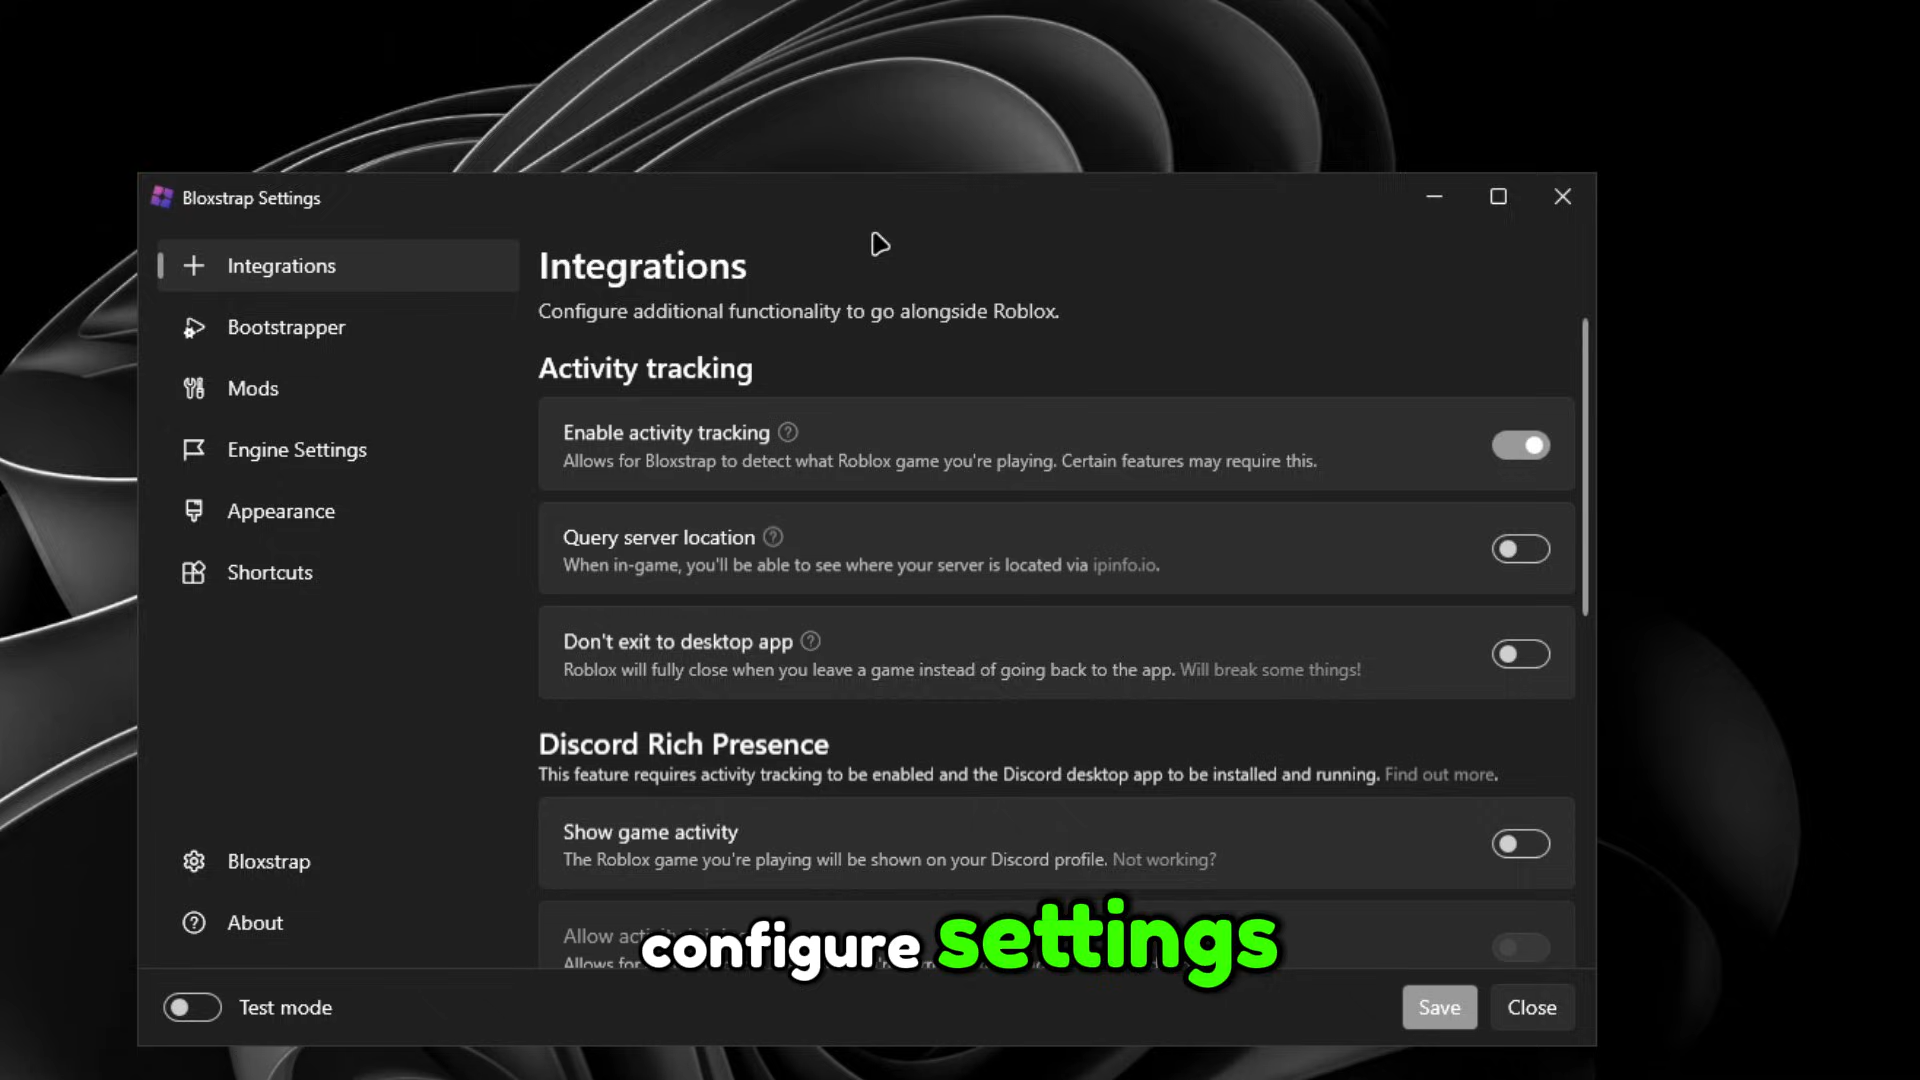 Bloxstrap Settings
Integrations
Bootstrapper
Mods
Engine Settings
Appearance
Shortcuts
Bloxstrap
About
Integrations
Configure additional functionality to go alongside Roblox.
Activity tracking
Enable activity tracking
Allows for Bloxstrap to detect what Roblox game you're playing. Certain features may require this.
Query server location
When in-game, you'll be able to see where your server is located via ipinfo.io.
Don't exit to desktop app
Roblox will fully close when you leave a game instead of going back to the app. Will break some things!
Discord Rich Presence
This feature requires activity tracking to be enabled and the Discord desktop app to be installed and running. Find out more.
Show game activity
The Roblox game you're playing will be shown on your Discord profile. Not working?
Allow
Allows for
configure settings
Test mode
Save
Close